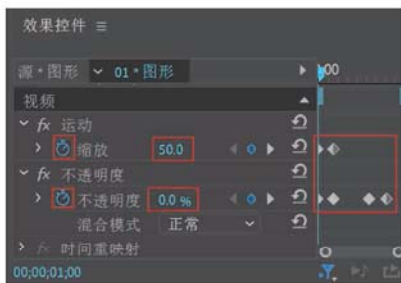 效果控件
源*图形 01*图形 00
视频
fx 运动
缩放 50.0
fx 不透明度
不透明度 0.0 %
混合模式 正常
fx 时间重映射
00;00;01;00